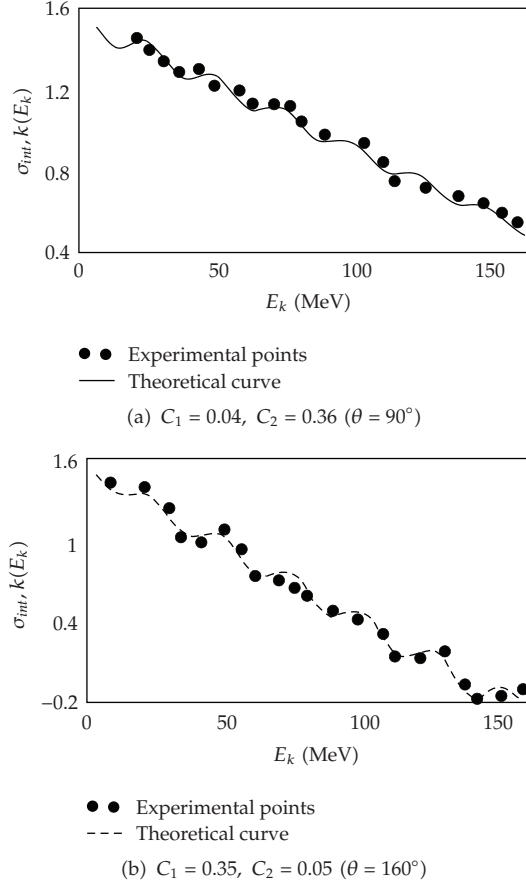 1.6
1.2
0.8
0.4
σint, k(Ek)
0 50 100 150
Ek (MeV)
Experimental points
Theoretical curve
(a) C1 = 0.04, C2 = 0.36 (θ = 90°)
1.6
1
0.4
−0.2
σint, k(Ek)
0 50 100 150
Ek (MeV)
Experimental points
Theoretical curve
(b) C1 = 0.35, C2 = 0.05 (θ = 160°)